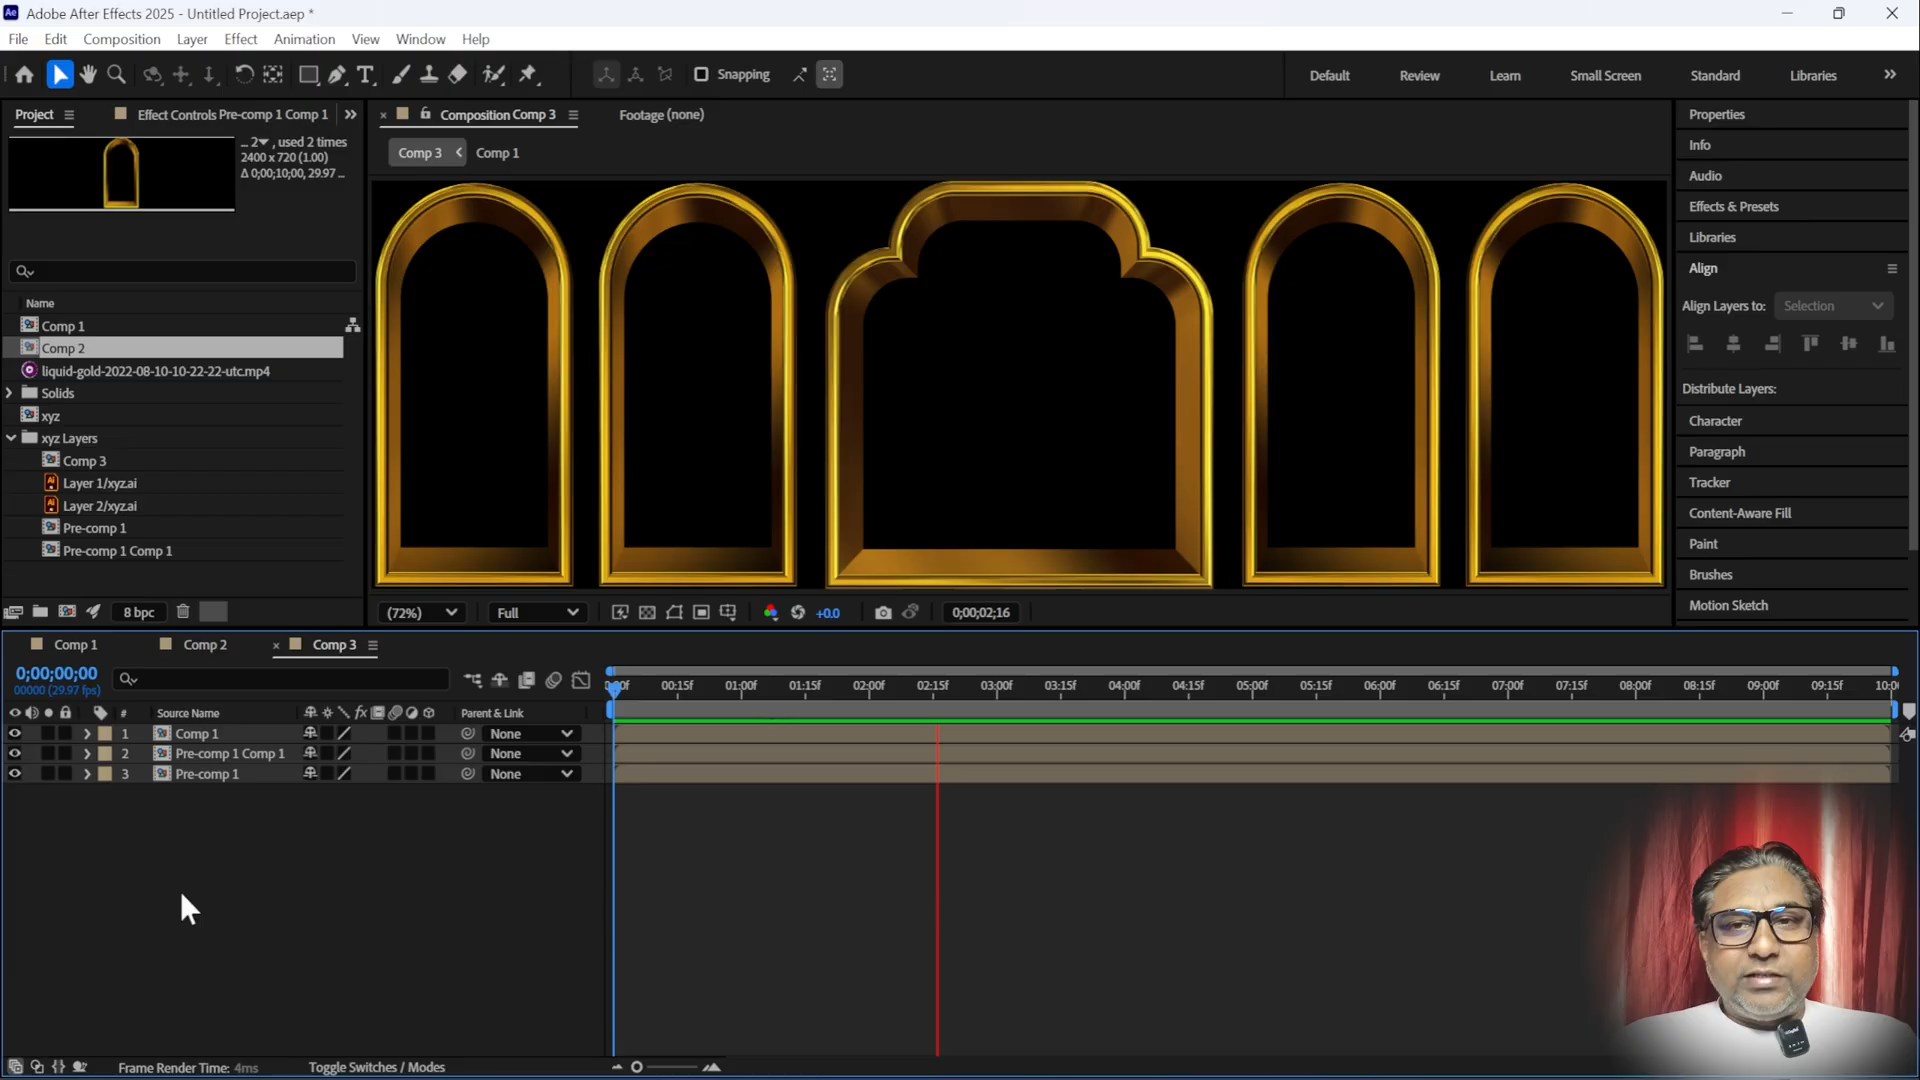 Adobe After Effects 2025 - Untitled Project.aep *
File Edit Composition Layer Effect Animation View Window Help
Snapping Default Review Learn Small Screen Standard Libraries
Project Effect Controls Pre-comp 1 Comp 1
Composition Comp 3 Footage (none)
... 2 , used 2 times
2400 x 720 (1.00)
Δ 0;00;10;00, 29.97 ...
Comp 3 Comp 1
Name
Comp 1
Comp 2
liquid-gold-2022-08-10-10-22-22-utc.mp4
Solids
xyz
xyz Layers
Comp 3
Layer 1/xyz.ai
Layer 2/xyz.ai
Pre-comp 1
Pre-comp 1 Comp 1
8 bpc
(72%) Full +0.0 0;00;02;16
Properties
Info
Audio
Effects & Presets
Libraries
Align
Align Layers to: Selection
Distribute Layers:
Character
Paragraph
Tracker
Content-Aware Fill
Paint
Brushes
Motion Sketch
Comp 1 Comp 2 Comp 3
0;00;00;00
00000 (29.97 fps)
00:15f 01:00f 01:15f 02:00f 02:15f 03:00f 03:15f 04:00f 04:15f 05:00f 05:15f 06:00f 06:15f 07:00f 07:15f 08:00f 08:15f 09:00f 09:15f
# Source Name fx Parent & Link
1 Comp 1 None
2 Pre-comp 1 Comp 1 None
3 Pre-comp 1 None
Frame Render Time: 4ms Toggle Switches / Modes